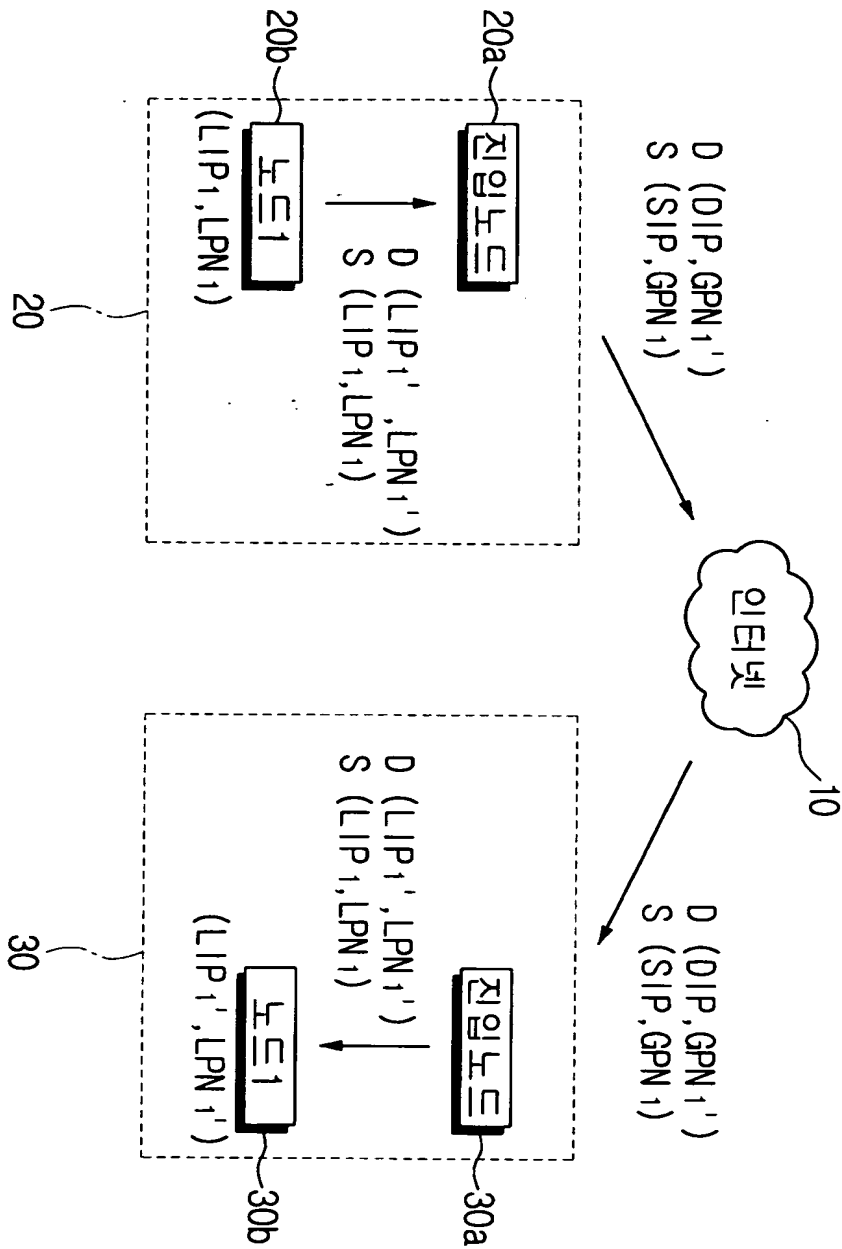 10
인터넷
D (DIP,GPN₁')
S (SIP,GPN₁)
D (DIP,GPN₁')
S (SIP,GPN₁)
20a
진입노드
진입노드
30a
D (LIP₁' ,LPN₁')
S (LIP₁,LPN₁)
D (LIP₁',LPN₁')
S (LIP₁,LPN₁)
20b
노드1
노드1
30b
(LIP₁,LPN₁)
(LIP₁',LPN₁')
20
30